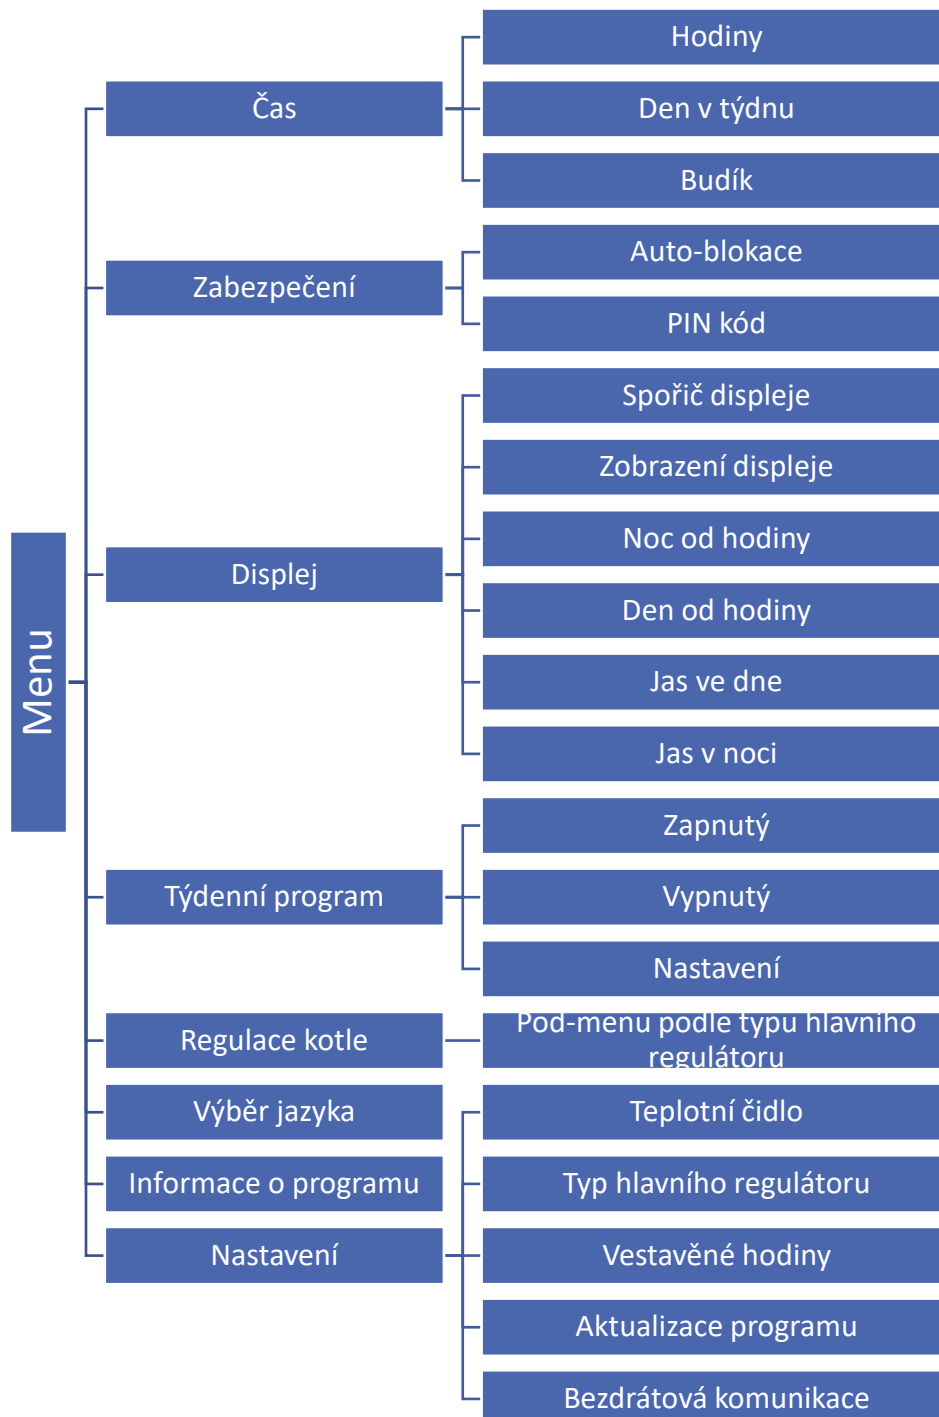 Menu
Čas
Hodiny
Den v týdnu
Budík
Zabezpečení
Auto-blokace
PIN kód
Displej
Spořič displeje
Zobrazení displeje
Noc od hodiny
Den od hodiny
Jas ve dne
Jas v noci
Týdenní program
Zapnutý
Vypnutý
Nastavení
Regulace kotle
Pod-menu podle typu hlavního
regulátoru
Výběr jazyka
Informace o programu
Nastavení
Teplotní čidlo
Typ hlavního regulátoru
Vestavěné hodiny
Aktualizace programu
Bezdrátová komunikace